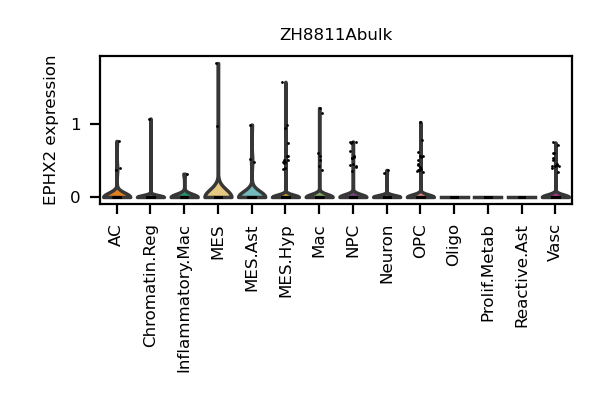 ZH8811Abulk
EPHX2 expression
1
0
AC
Chromatin.Reg
Inflammatory.Mac
MES
MES.Ast
MES.Hyp
Mac
NPC
Neuron
OPC
Oligo
Prolif.Metab
Reactive.Ast
Vasc